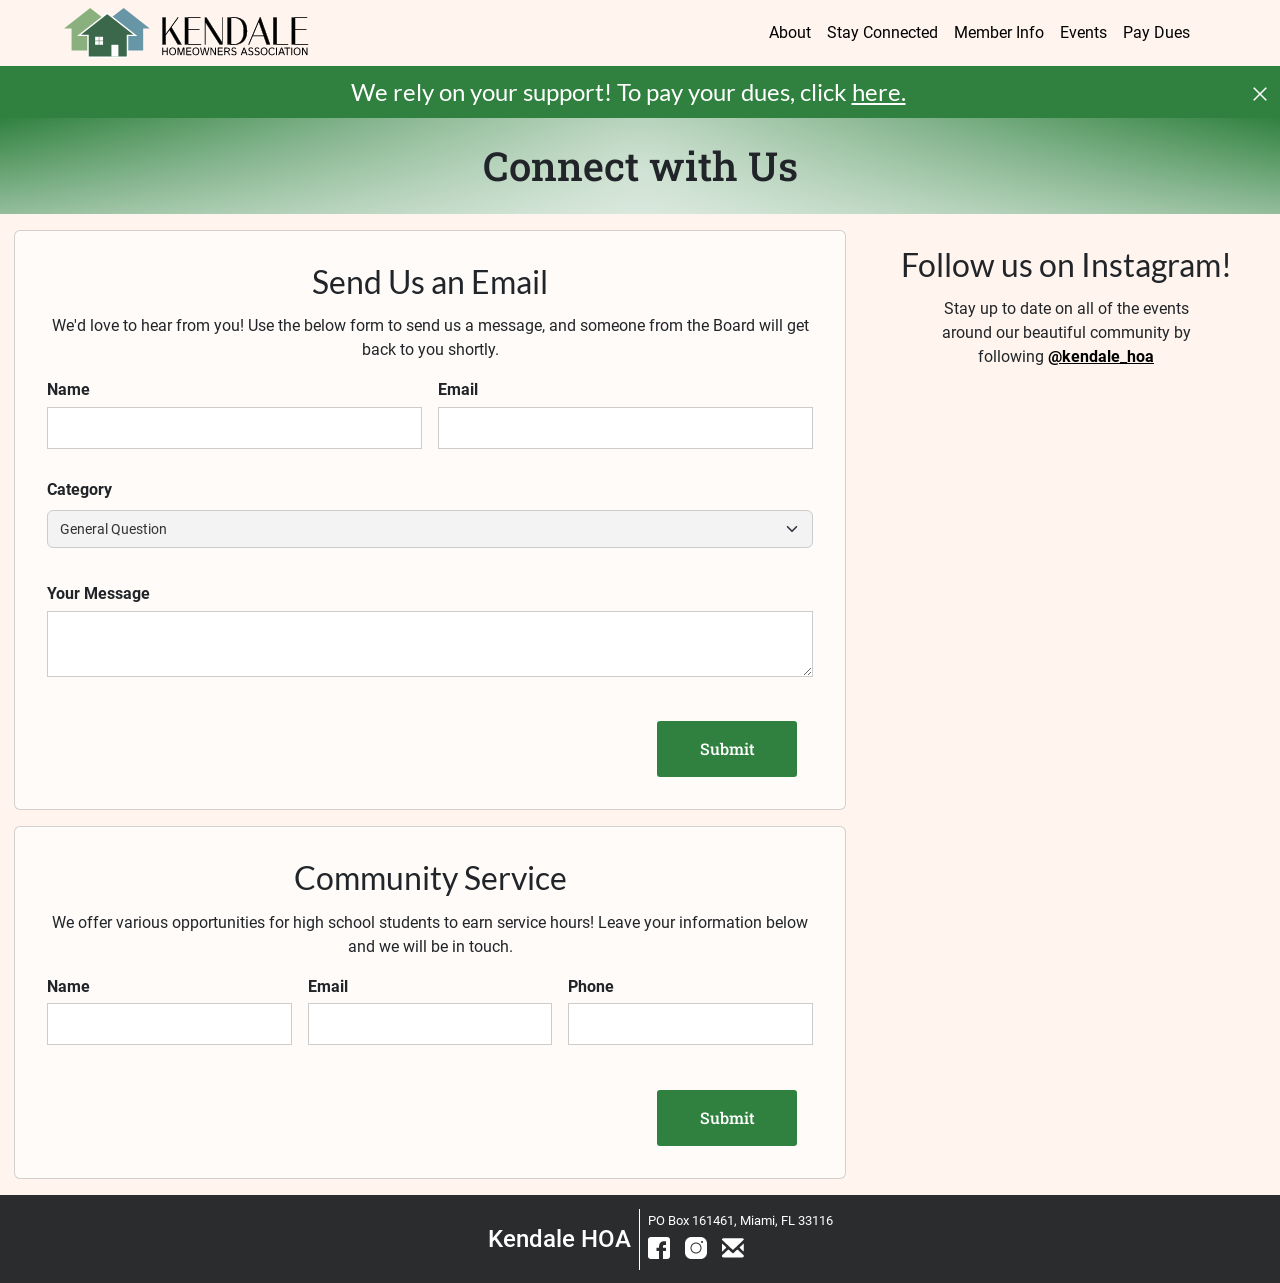 KENDALE
HOMEOWNERS ASSOCIATION
About Stay Connected Member Info Events Pay Dues
We rely on your support! To pay your dues, click here.
Connect with Us
Send Us an Email
We'd love to hear from you! Use the below form to send us a message, and someone from the Board will get
back to you shortly.
Name Email
Category
General Question
Your Message
Submit
Follow us on Instagram!
Stay up to date on all of the events
around our beautiful community by
following @kendale_hoa
Community Service
We offer various opportunities for high school students to earn service hours! Leave your information below
and we will be in touch.
Name Email Phone
Submit
Kendale HOA
PO Box 161461, Miami, FL 33116